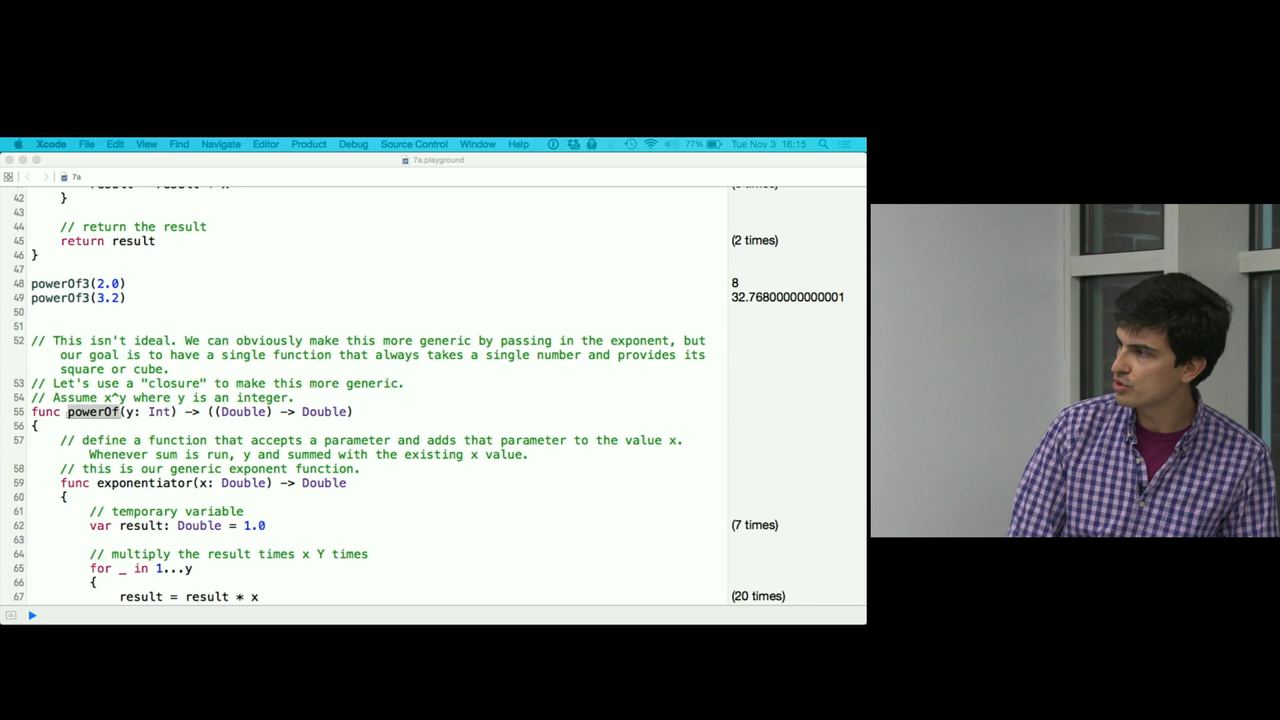 Xcode File Edit View Find Navigate Editor Product Debug Source Control Window Help 77% Tue Nov 3 16:15
7a.playground
7a
42 }
43
44 // return the result
45 return result (2 times)
46 }
47
48 powerOf3(2.0) 8
49 powerOf3(3.2) 32.76800000000001
50
51
52 // This isn't ideal. We can obviously make this more generic by passing in the exponent, but
our goal is to have a single function that always takes a single number and provides its
square or cube.
53 // Let's use a "closure" to make this more generic.
54 // Assume x^y where y is an integer.
55 func powerOf(y: Int) -> ((Double) -> Double)
56 {
57 // define a function that accepts a parameter and adds that parameter to the value x.
Whenever sum is run, y and summed with the existing x value.
58 // this is our generic exponent function.
59 func exponentiator(x: Double) -> Double
60 {
61 // temporary variable
62 var result: Double = 1.0 (7 times)
63
64 // multiply the result times x Y times
65 for _ in 1...y
66 {
67 result = result * x (20 times)